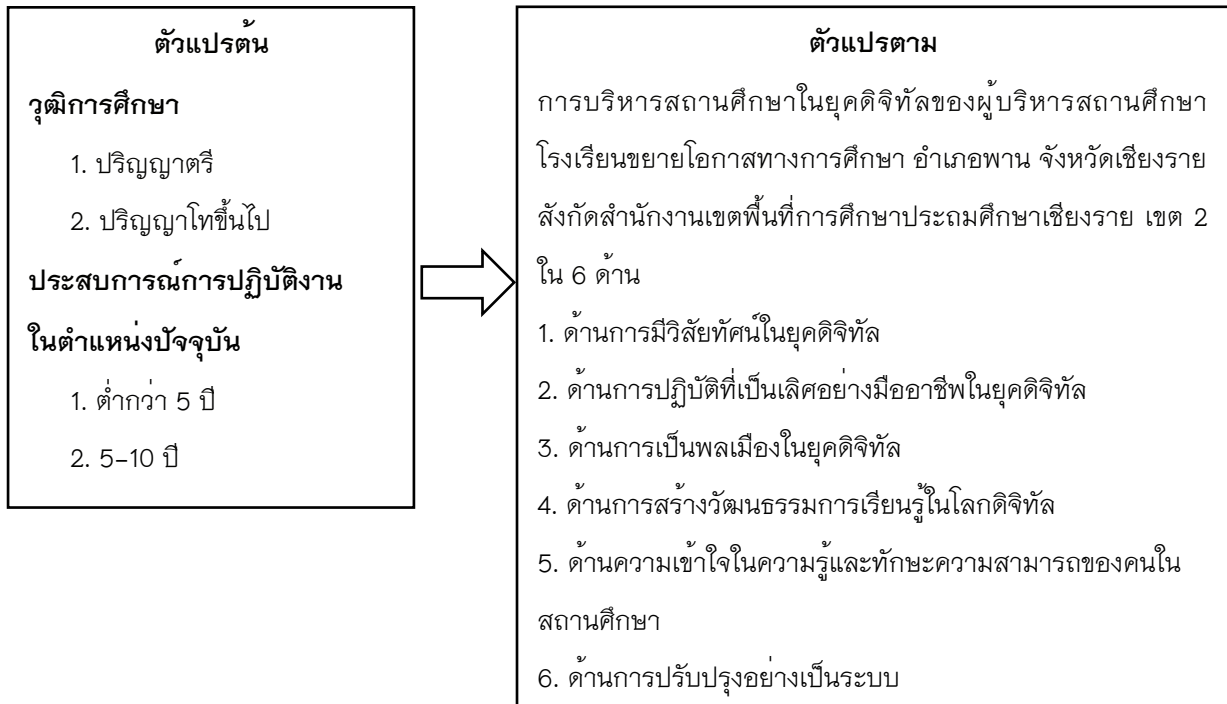 ตัวแปรต้น
วุฒิการศึกษา
1. ปริญญาตรี
2. ปริญญาโทขึ้นไป
ประสบการณ์การปฏิบัติงาน
ในตำแหน่งปัจจุบัน
1. ต่ำกว่า 5 ปี
2. 5–10 ปี
ตัวแปรตาม
การบริหารสถานศึกษาในยุคดิจิทัลของผู้บริหารสถานศึกษา
โรงเรียนขยายโอกาสทางการศึกษา อำเภอพาน จังหวัดเชียงราย
สังกัดสำนักงานเขตพื้นที่การศึกษาประถมศึกษาเชียงราย เขต 2
ใน 6 ด้าน
1. ด้านการมีวิสัยทัศน์ในยุคดิจิทัล
2. ด้านการปฏิบัติที่เป็นเลิศอย่างมืออาชีพในยุคดิจิทัล
3. ด้านการเป็นพลเมืองในยุคดิจิทัล
4. ด้านการสร้างวัฒนธรรมการเรียนรู้ในโลกดิจิทัล
5. ด้านความเข้าใจในความรู้และทักษะความสามารถของคนใน
สถานศึกษา
6. ด้านการปรับปรุงอย่างเป็นระบบ